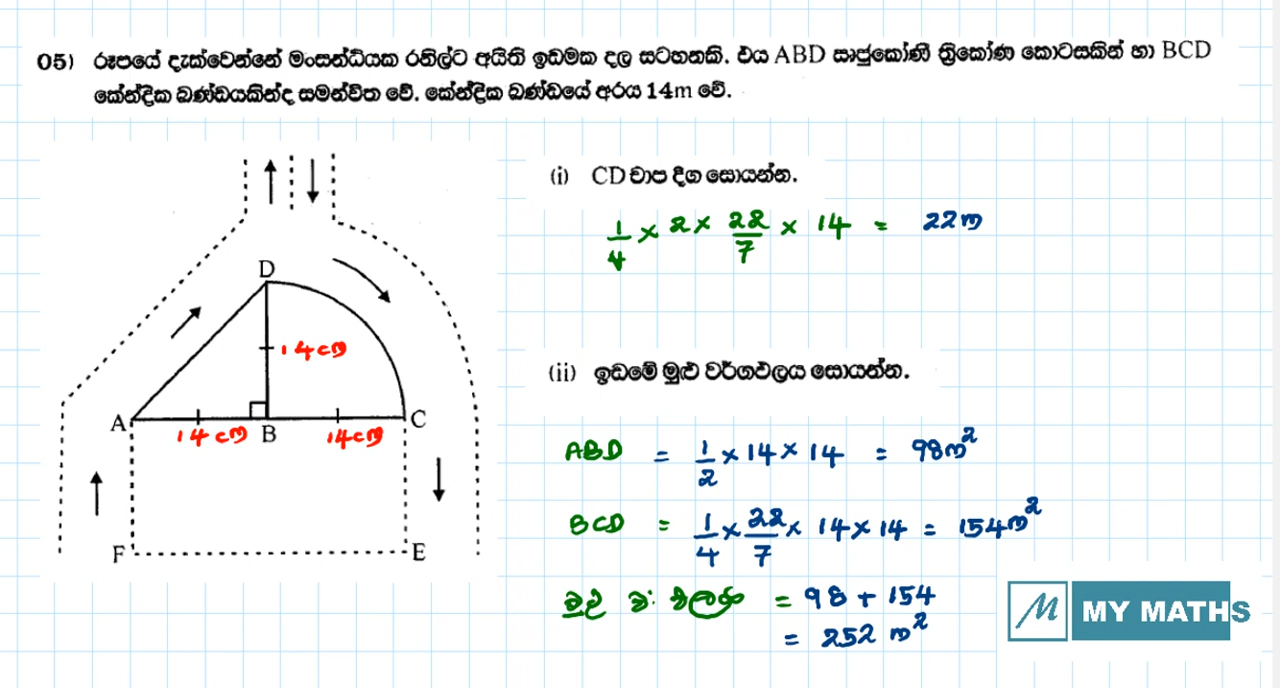 05) රූපයේ දැක්වෙන්නේ මංසන්ධියක රනිල්ට අයිති ඉඩමක දල සටහනකි. එය ABD සෘජුකෝණී ත්‍රිකෝණ කොටසකින් හා BCD
කේන්ද්‍රික ඛණ්ඩයකින්ද සමන්විත වේ. කේන්ද්‍රික ඛණ්ඩයේ අරය 14m වේ.
(i) CD චාප දිග සොයන්න.
1/4 × 2 × 22/7 × 14 = 22m
D
14cm
A
14cm
B
14cm
C
F
E
(ii) ඉඩමේ මුළු වර්ගඵලය සොයන්න.
ABD = 1/2 × 14 × 14 = 98m²
BCD = 1/4 × 22/7 × 14 × 14 = 154m²
මුළු ව: ඵලය = 98 + 154
= 252 m²
M MY MATHS